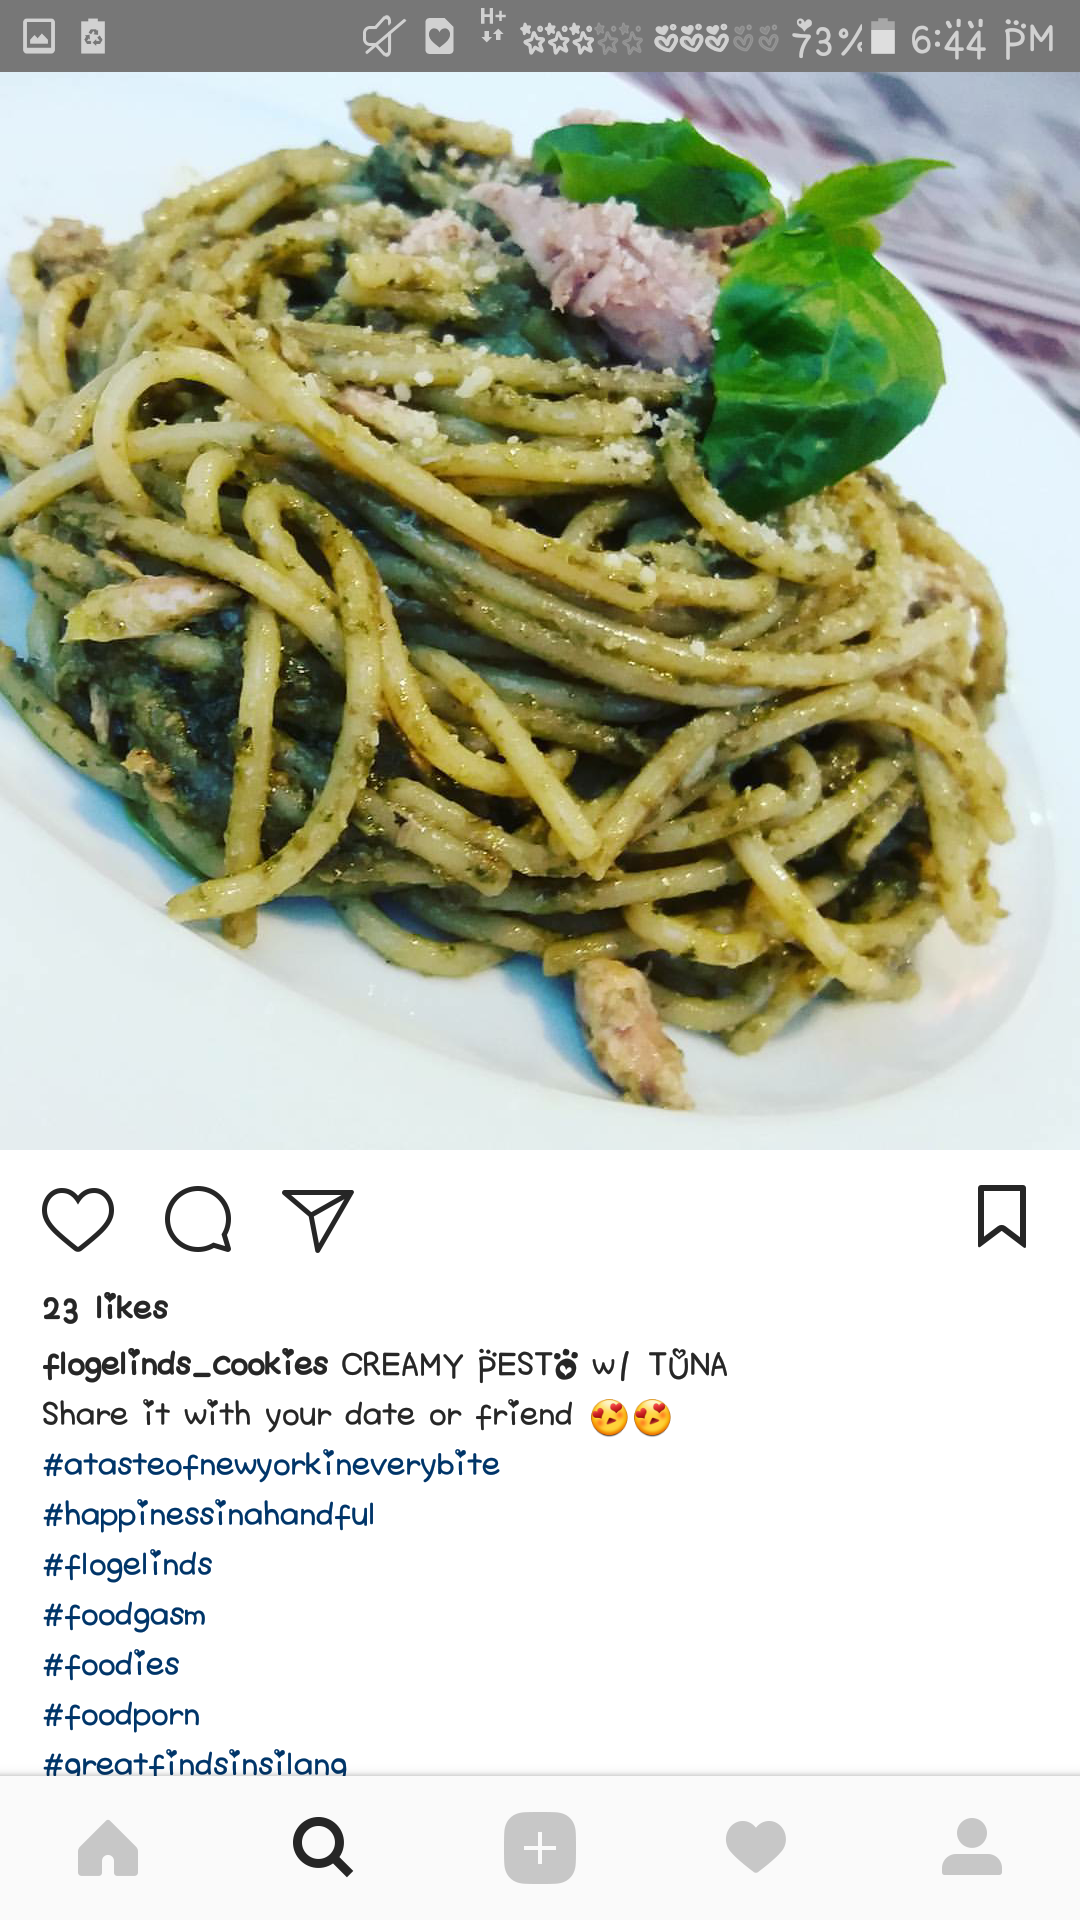 H+ 73% 6:44 PM
23 likes
flogelinds_cookies CREAMY PESTO w/ TUNA
Share it with your date or friend 😍😍
#atasteofnewyorkineverybite
#happinessinahandful
#flogelinds
#foodgasm
#foodies
#foodporn
#greatfindsinsilang